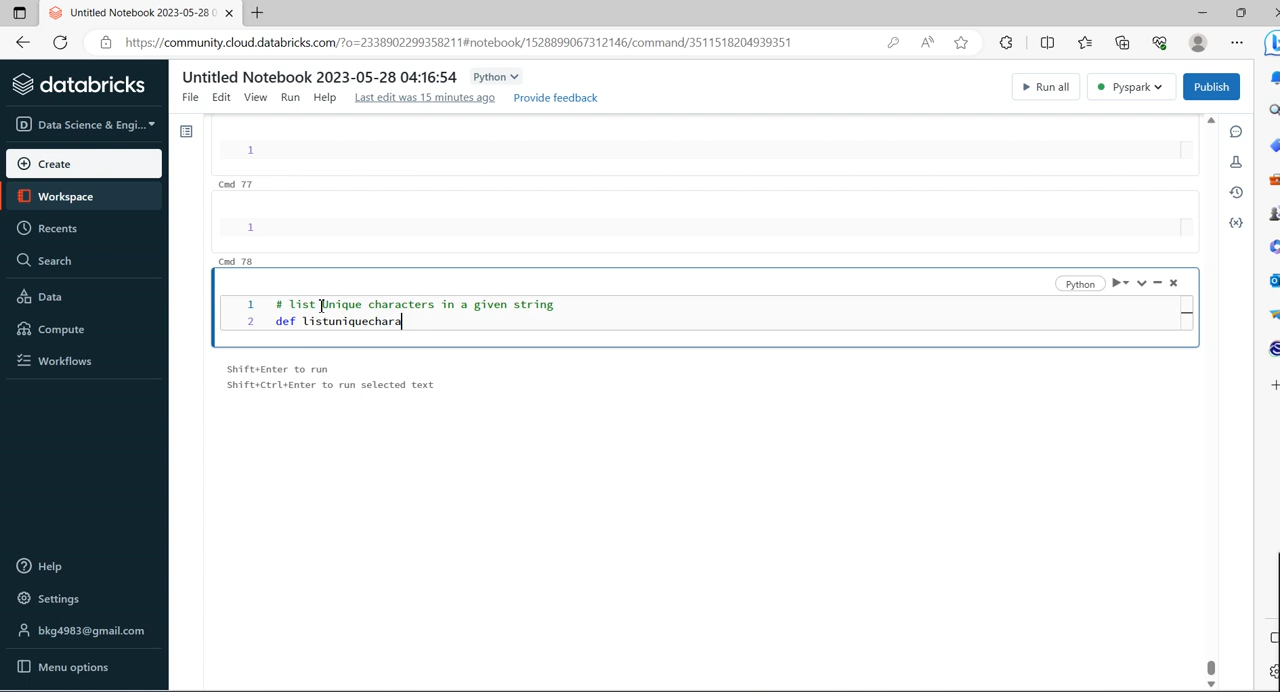 Untitled Notebook 2023-05-28 0
https://community.cloud.databricks.com/?o=2338902299358211#notebook/1528899067312146/command/3511518204939351
databricks
Untitled Notebook 2023-05-28 04:16:54
Python
File Edit View Run Help Last edit was 15 minutes ago Provide feedback
Run all
Pyspark
Publish
D Data Science & Engi...
Create
Workspace
Recents
Search
Data
Compute
Workflows
Help
Settings
bkg4983@gmail.com
Menu options
1
Cmd 77
1
Cmd 78
Python
1 # list Unique characters in a given string
2 def listuniquechara
Shift+Enter to run
Shift+Ctrl+Enter to run selected text